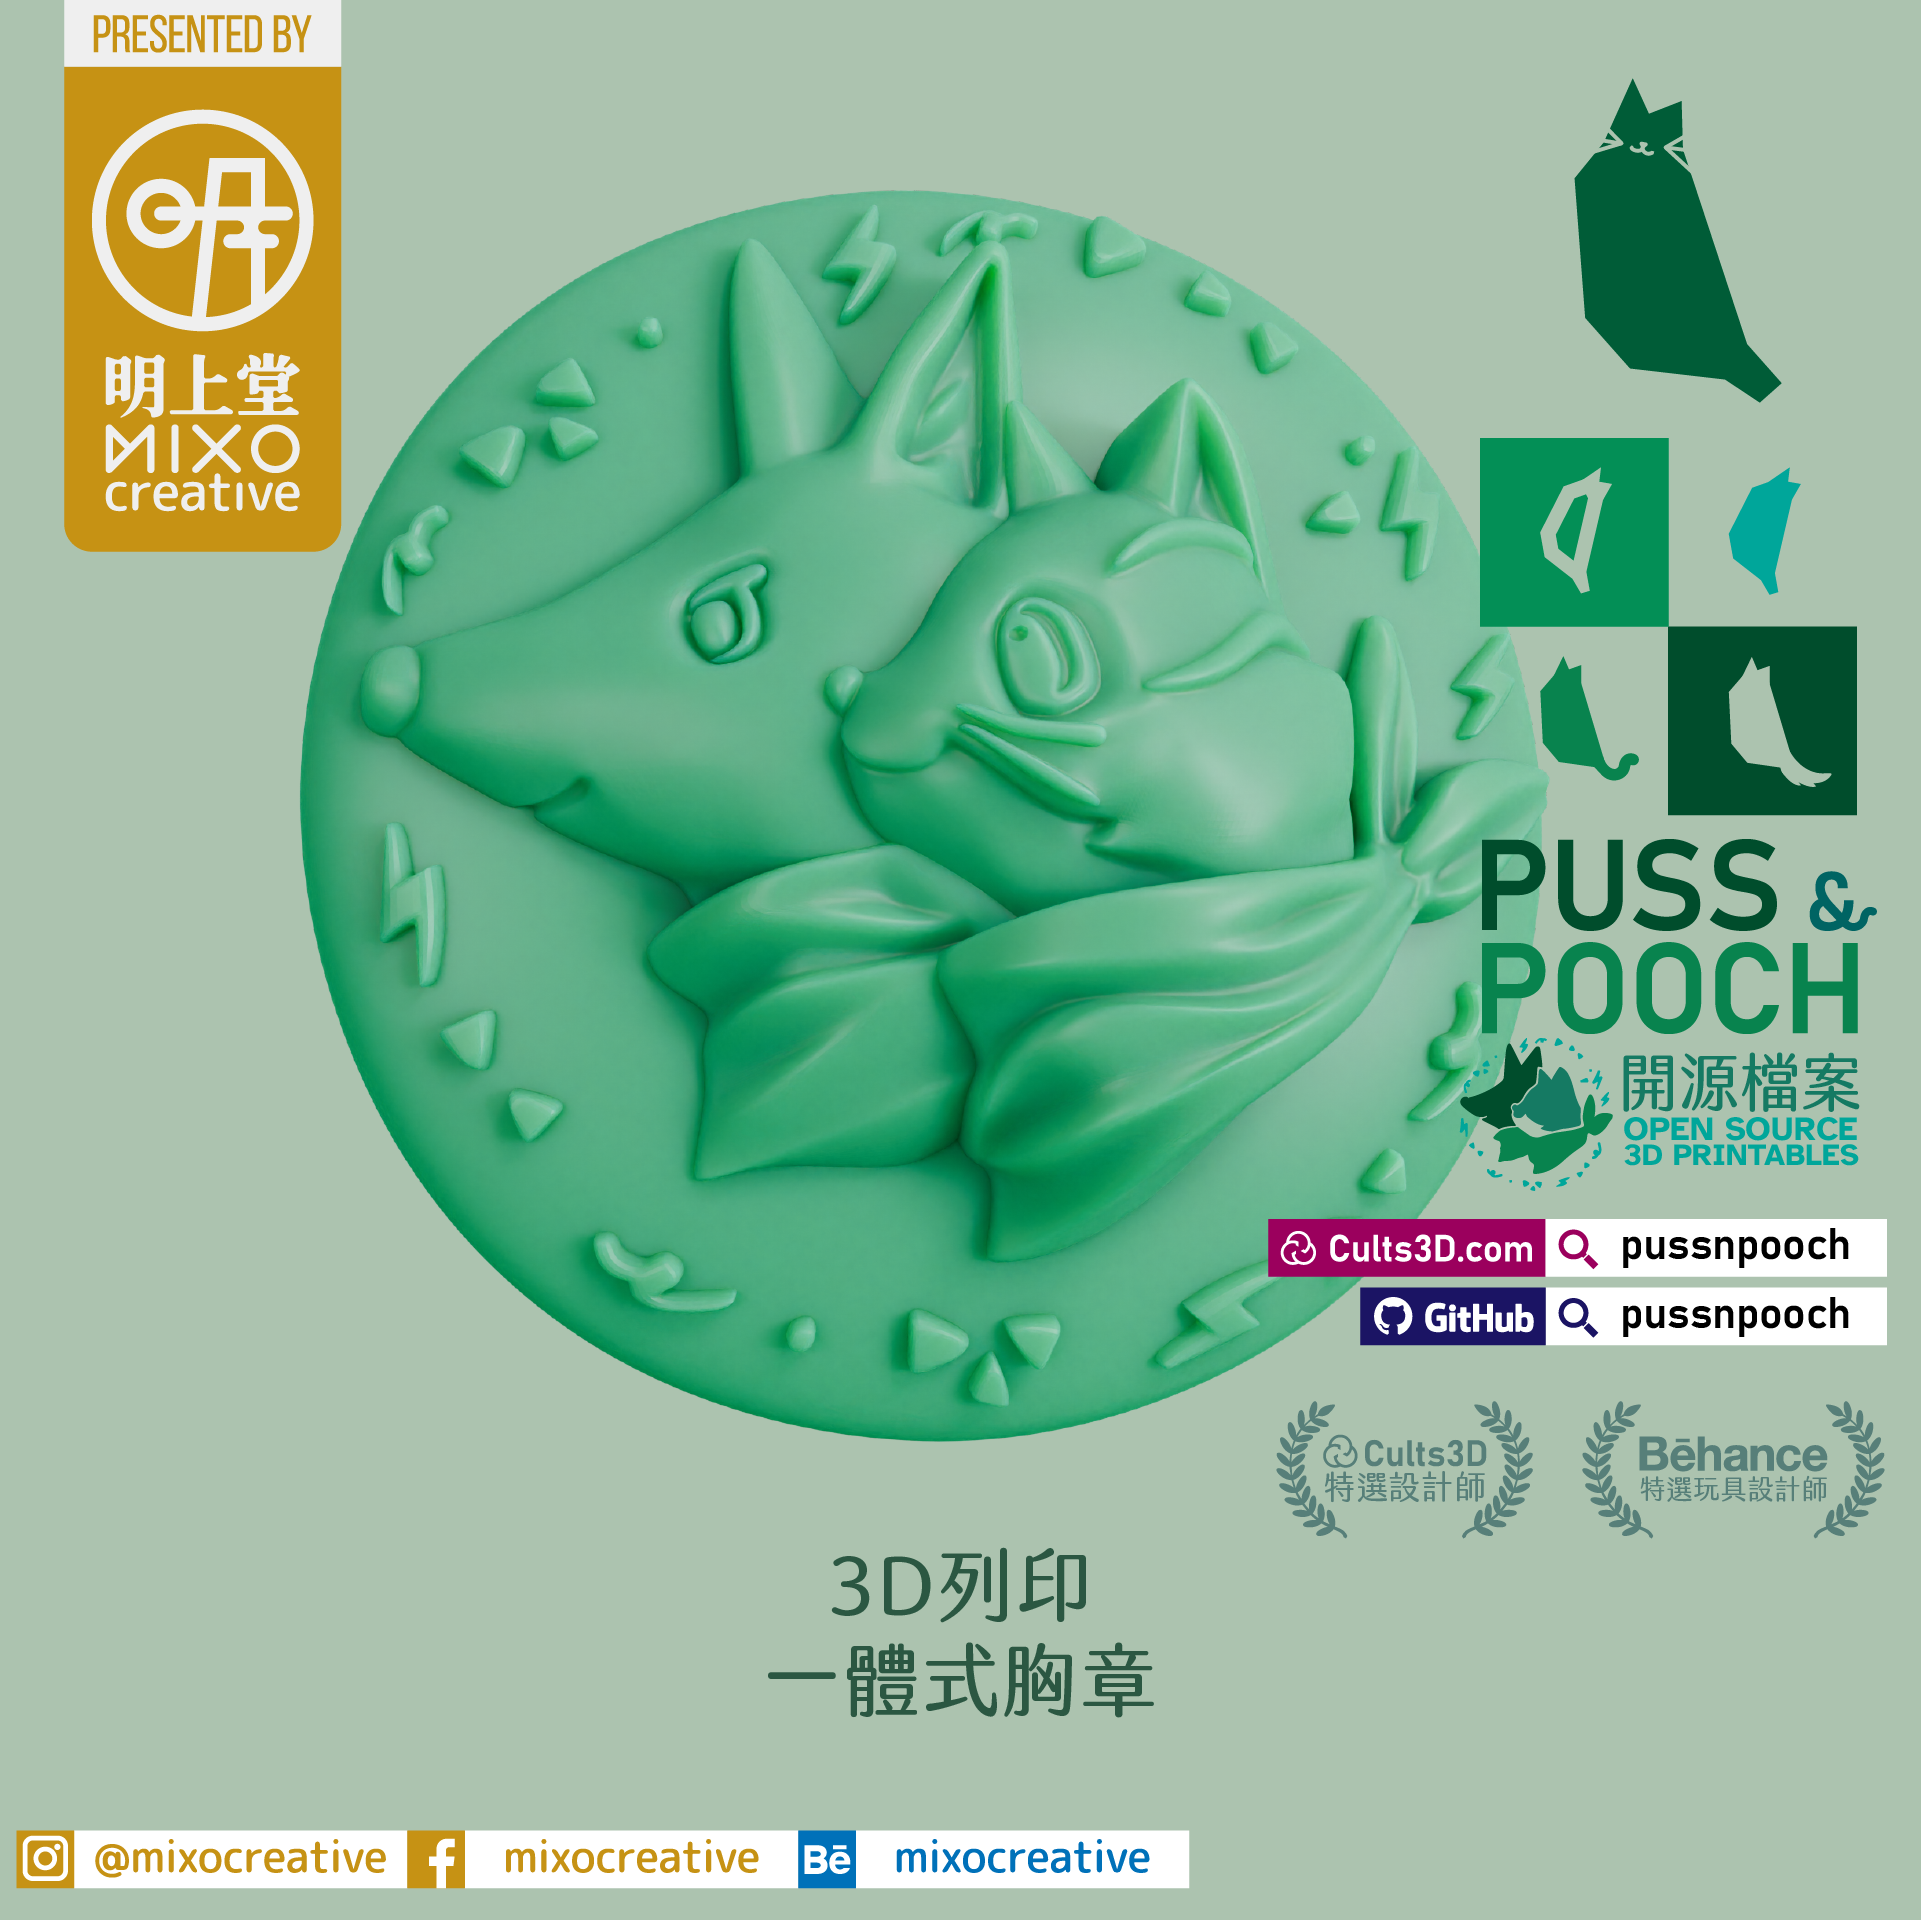 PRESENTED BY
明上堂
MIXO
creative
PUSS &
POOCH
開源檔案
OPEN SOURCE
3D PRINTABLES
Cults3D.com pussnpooch
GitHub pussnpooch
Cults3D
特選設計師
Bēhance
特選玩具設計師
3D列印
一體式胸章
@mixocreative mixocreative Bē mixocreative